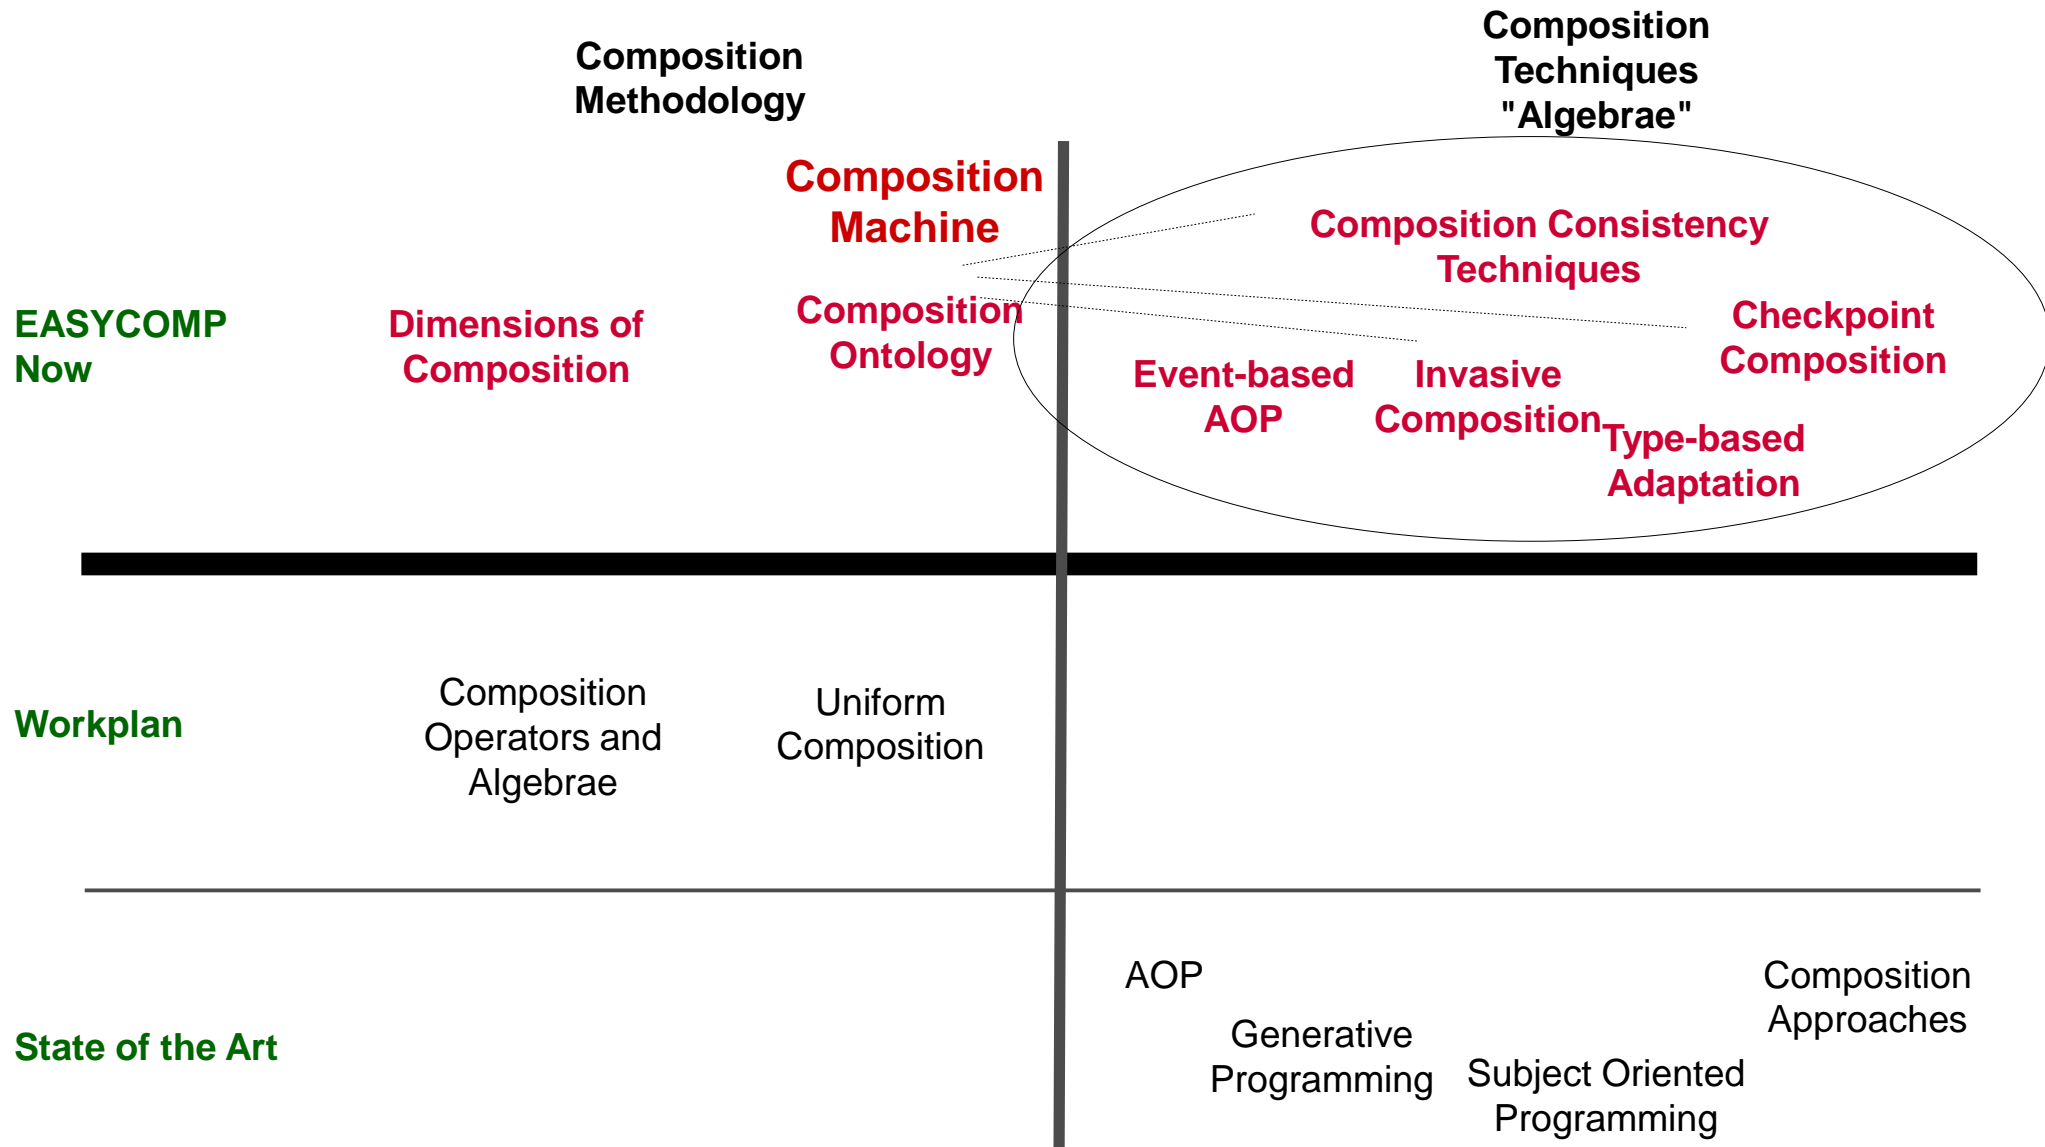 Composition
Methodology
Composition
Techniques
"Algebrae"
EASYCOMP
Now
Dimensions of
Composition
Composition
Machine
Composition
Ontology
Composition Consistency
Techniques
Checkpoint
Composition
Event-based
AOP
Invasive
Composition
Type-based
Adaptation
Workplan
Composition
Operators and
Algebrae
Uniform
Composition
State of the Art
AOP
Generative
Programming
Subject Oriented
Programming
Composition
Approaches